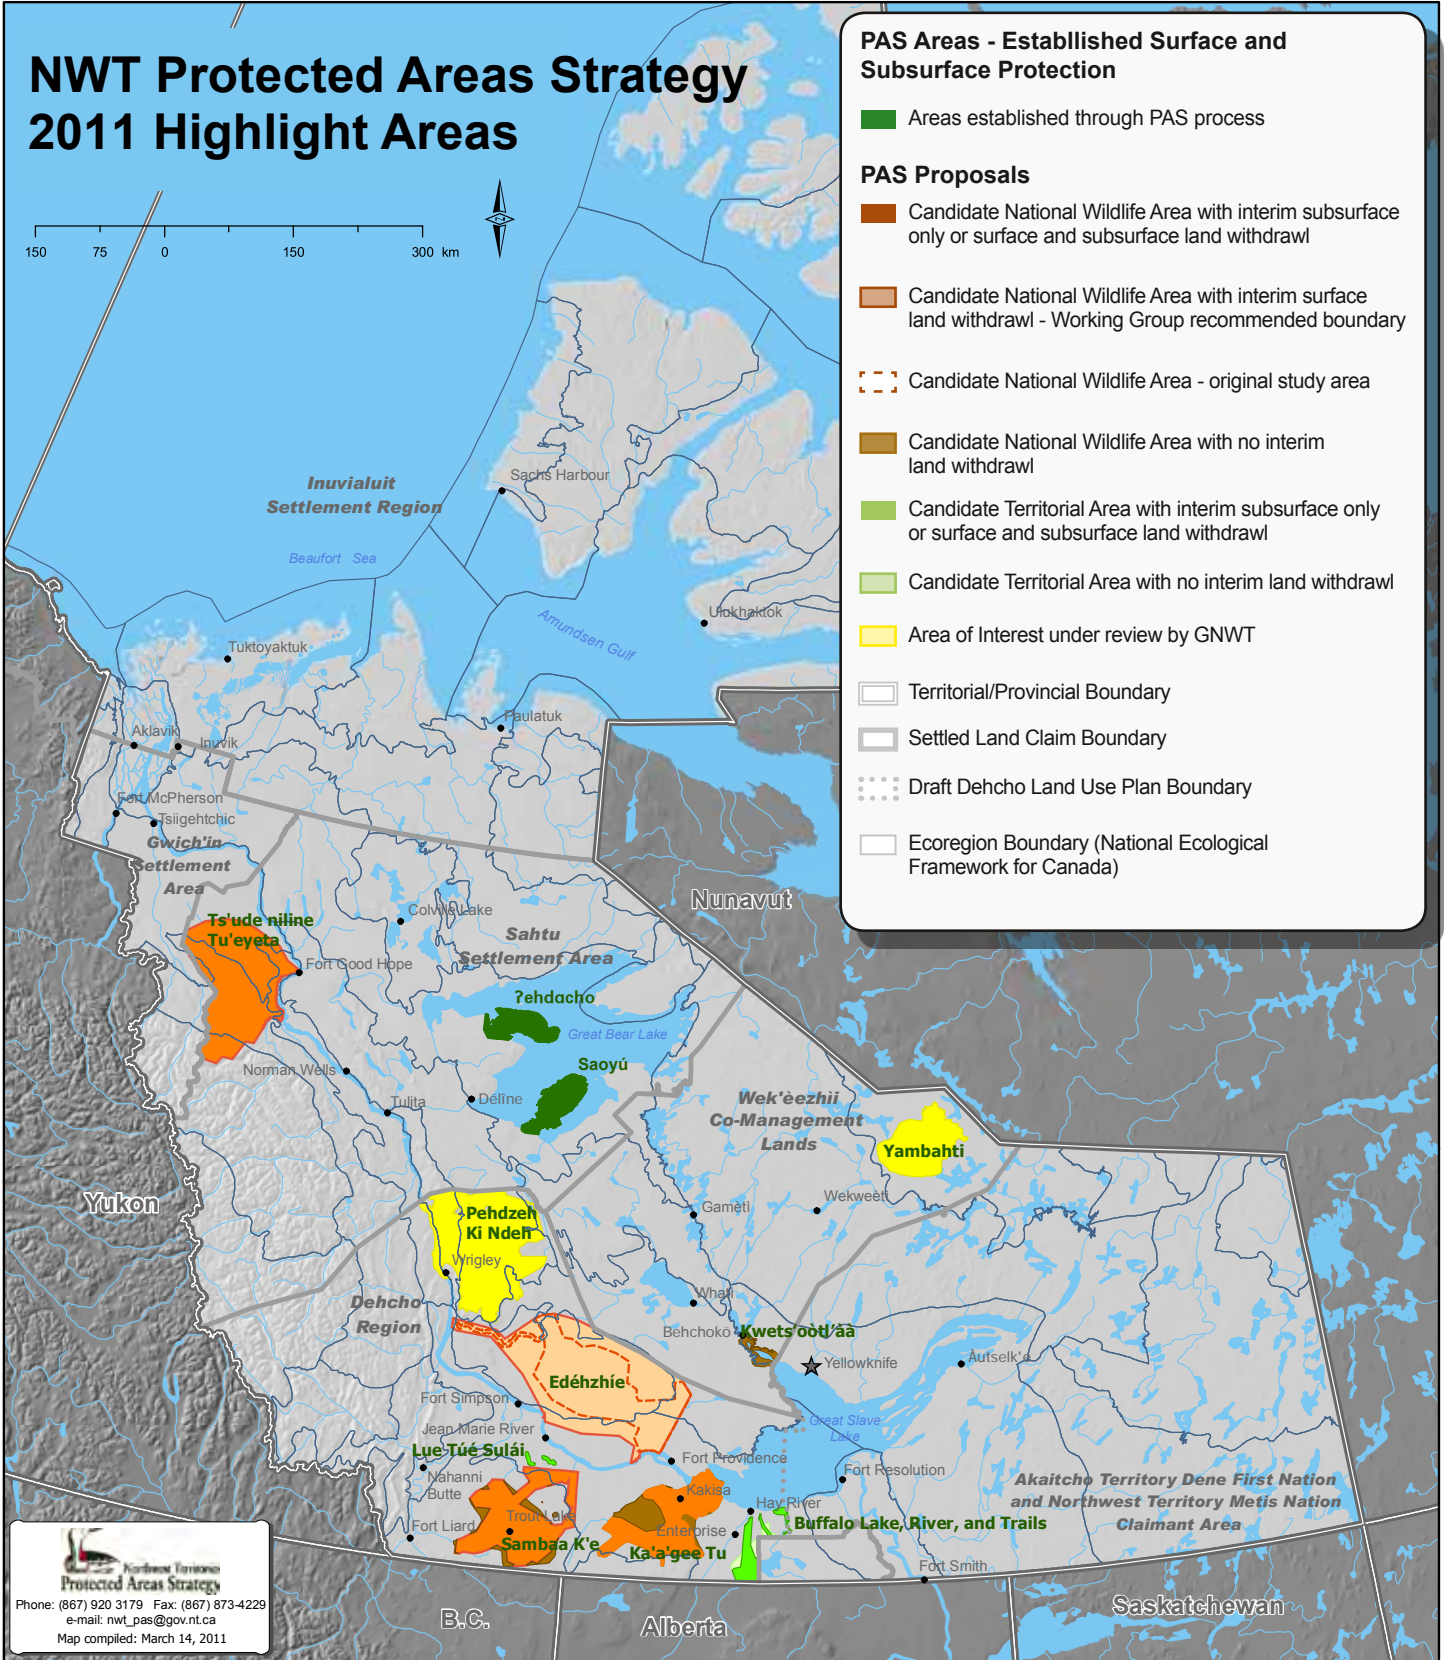 NWT Protected Areas Strategy
2011 Highlight Areas
150 75 0 150 300 km
N
PAS Areas - Establlished Surface and
Subsurface Protection
Areas established through PAS process
PAS Proposals
Candidate National Wildlife Area with interim subsurface
only or surface and subsurface land withdrawl
Candidate National Wildlife Area with interim surface
land withdrawl - Working Group recommended boundary
Candidate National Wildlife Area - original study area
Candidate National Wildlife Area with no interim
land withdrawl
Candidate Territorial Area with interim subsurface only
or surface and subsurface land withdrawl
Candidate Territorial Area with no interim land withdrawl
Area of Interest under review by GNWT
Territorial/Provincial Boundary
Settled Land Claim Boundary
Draft Dehcho Land Use Plan Boundary
Ecoregion Boundary (National Ecological
Framework for Canada)
Inuvialuit
Settlement Region
Sachs Harbour
Beaufort Sea
Amundsen Gulf
Ulukhaktok
Tuktoyaktuk
Paulatuk
Aklavik
Inuvik
Fort McPherson
Tsiigehtchic
Gwich'in
Settlement
Area
Nunavut
Colville Lake
Ts'ude niline
Tu'eyeta
Sahtu
Settlement Area
Fort Good Hope
?ehdacho
Great Bear Lake
Saoyú
Norman Wells
Tulita
Déline
Wek'èezhìi
Co-Management
Lands
Yambahti
Yukon
Wekweètì
Gamètì
Pehdzeh
Ki Ndeh
Wrigley
Dehcho
Region
Whatì
Behchokò
Kwets'oòtł'àà
Yellowknife
Åutselk'e
Edéhzhíe
Fort Simpson
Great Slave
Lake
Jean Marie River
Lue Túé Sulái
Fort Providence
Nahanni
Butte
Fort Resolution
Akaitcho Territory Dene First Nation
and Northwest Territory Metis Nation
Claimant Area
Kakisa
Trout Lake
Hay River
Buffalo Lake, River, and Trails
Fort Liard
Enterprise
Sambaa K'e
Ka'a'gee Tu
Fort Smith
B.C.
Alberta
Saskatchewan
Northwest Territories
Protected Areas Strategy
Phone: (867) 920 3179 Fax: (867) 873-4229
e-mail: nwt_pas@gov.nt.ca
Map compiled: March 14, 2011